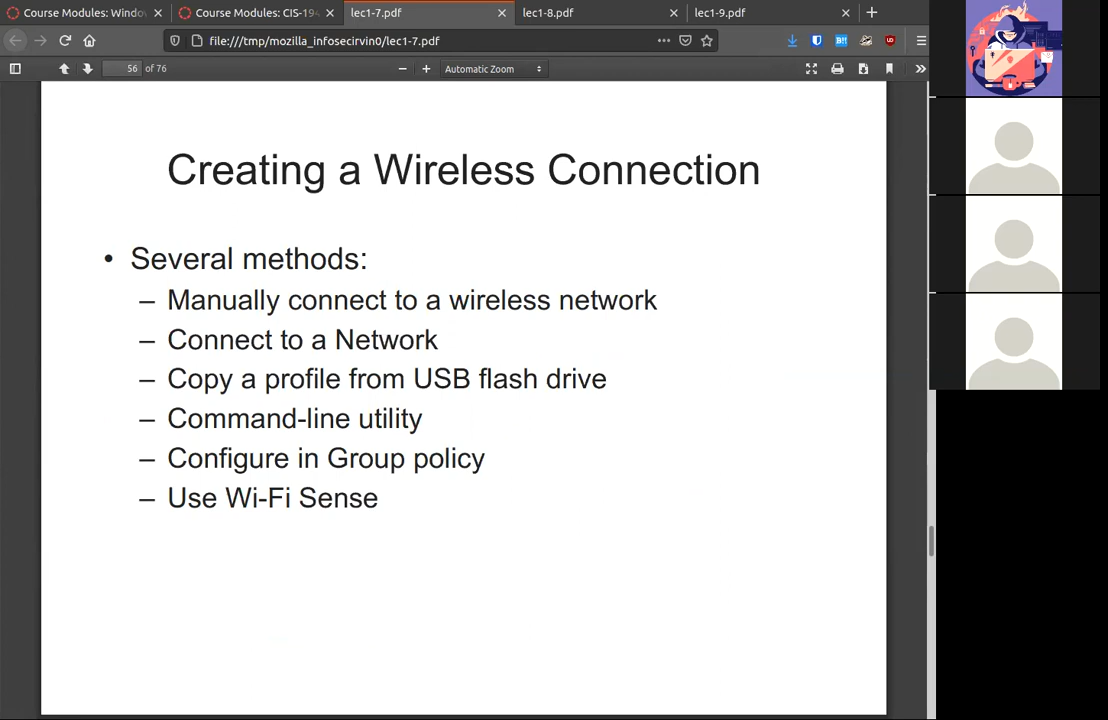 Course Modules: Windo
Course Modules: CIS-194
lec1-7.pdf
lec1-8.pdf
lec1-9.pdf
file:///tmp/mozilla_infosecirvin0/lec1-7.pdf
56 of 76
Automatic Zoom
Creating a Wireless Connection
• Several methods:
– Manually connect to a wireless network
– Connect to a Network
– Copy a profile from USB flash drive
– Command-line utility
– Configure in Group policy
– Use Wi-Fi Sense